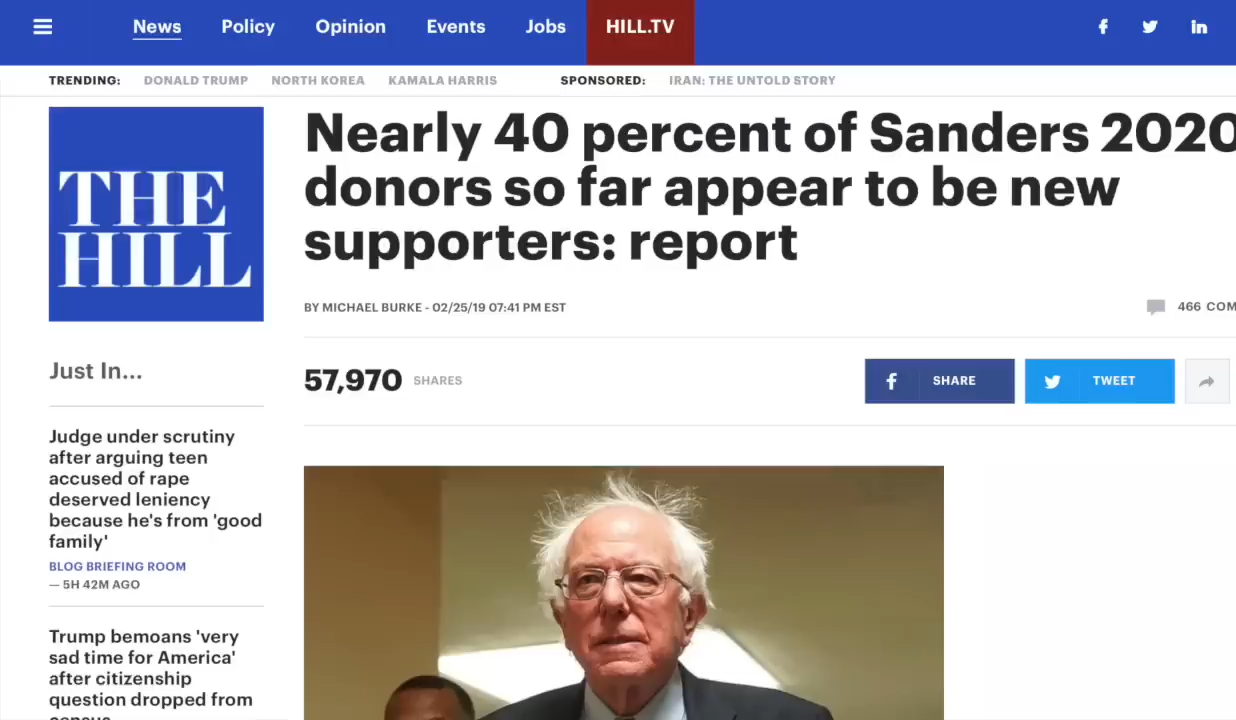 News Policy Opinion Events Jobs HILL.TV
TRENDING: DONALD TRUMP NORTH KOREA KAMALA HARRIS SPONSORED: IRAN: THE UNTOLD STORY
THE
HILL
Nearly 40 percent of Sanders 2020
donors so far appear to be new
supporters: report
BY MICHAEL BURKE - 02/25/19 07:41 PM EST
466 COM
57,970 SHARES
SHARE
TWEET
Just In...
Judge under scrutiny
after arguing teen
accused of rape
deserved leniency
because he's from 'good
family'
BLOG BRIEFING ROOM
— 5H 42M AGO
Trump bemoans 'very
sad time for America'
after citizenship
question dropped from
census